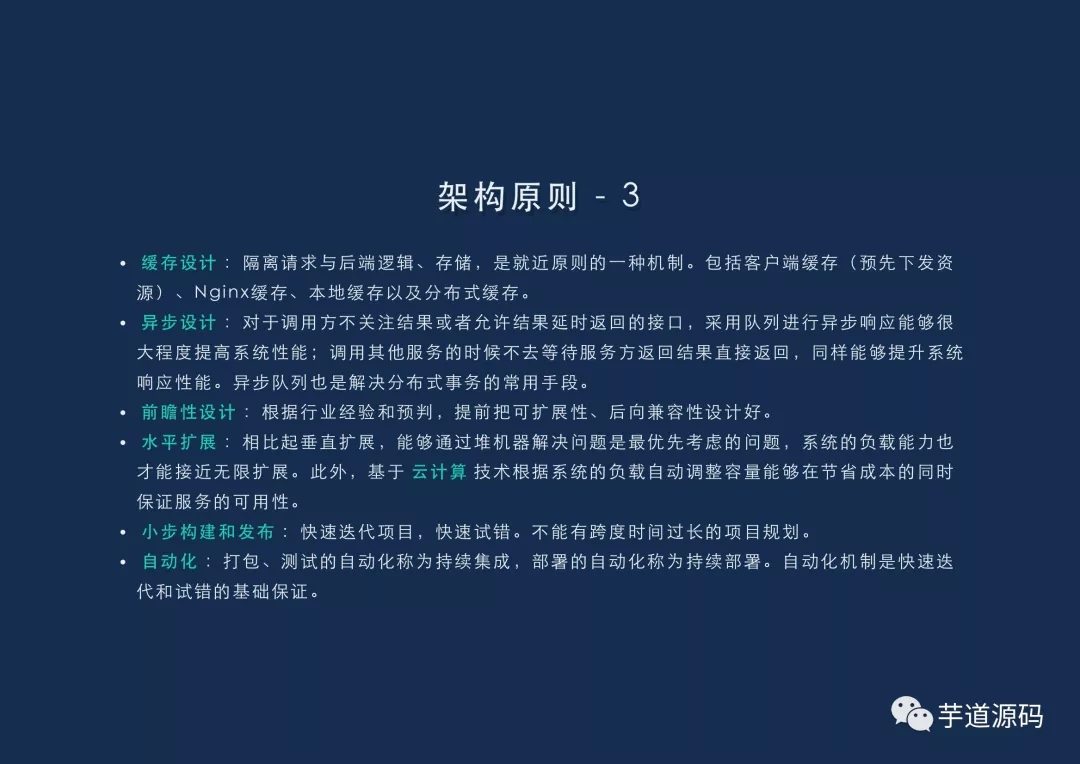 架构原则 - 3
• 缓存设计：隔离请求与后端逻辑、存储，是就近原则的一种机制。包括客户端缓存（预先下发资
源）、Nginx缓存、本地缓存以及分布式缓存。
• 异步设计：对于调用方不关注结果或者允许结果延时返回的接口，采用队列进行异步响应能够很
大程度提高系统性能；调用其他服务的时候不去等待服务方返回结果直接返回，同样能够提升系统
响应性能。异步队列也是解决分布式事务的常用手段。
• 前瞻性设计：根据行业经验和预判，提前把可扩展性、后向兼容性设计好。
• 水平扩展：相比起垂直扩展，能够通过堆机器解决问题是最优先考虑的问题，系统的负载能力也
才能接近无限扩展。此外，基于 云计算 技术根据系统的负载自动调整容量能够在节省成本的同时
保证服务的可用性。
• 小步构建和发布：快速迭代项目，快速试错。不能有跨度时间过长的项目规划。
• 自动化：打包、测试的自动化称为持续集成，部署的自动化称为持续部署。自动化机制是快速迭
代和试错的基础保证。
芋道源码